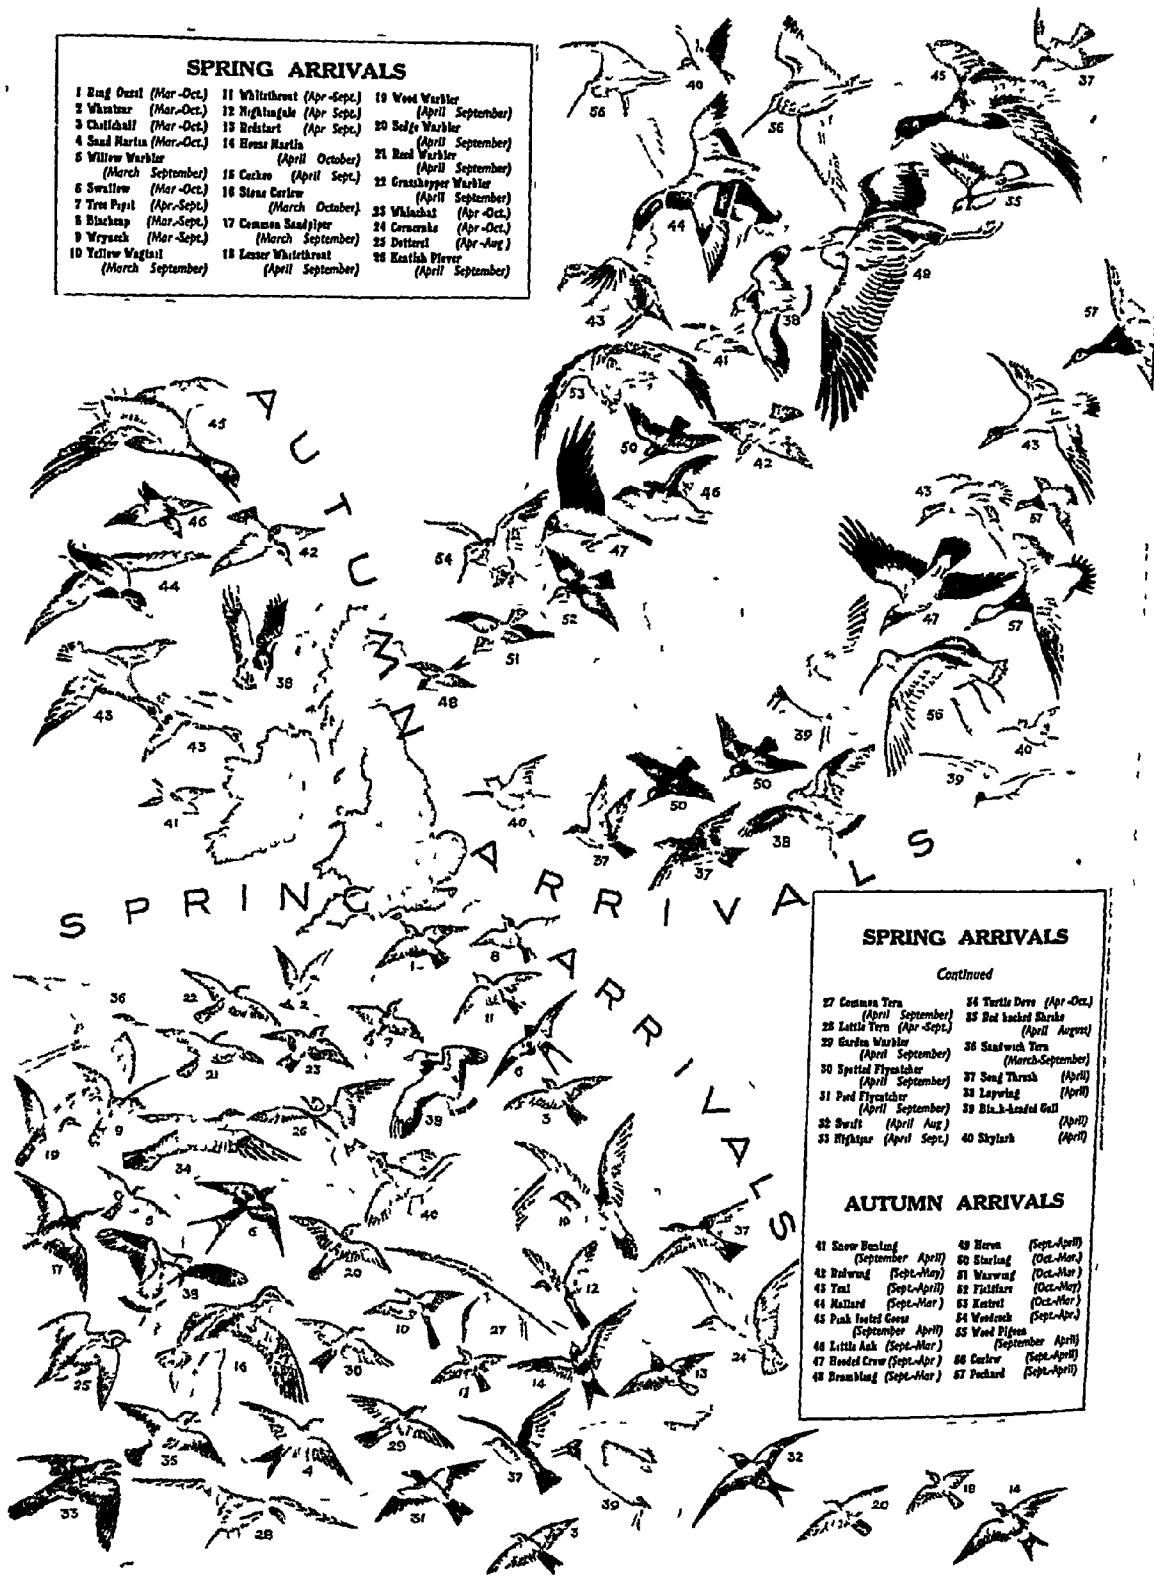 SPRING ARRIVALS
1 Ring Ouzel (Mar-Oct.)
2 Wheatear (Mar.-Oct.)
3 Chiffchaff (Mar-Oct.)
4 Sand Martin (Mar.-Oct.)
5 Willow Warbler
(March September)
6 Swallow (Mar-Oct.)
7 Tree Pipit (Apr.-Sept.)
8 Blackcap (Mar.-Sept.)
9 Wryneck (Mar-Sept.)
10 Yellow Wagtail
(March September)
11 Whitethroat (Apr-Sept.)
12 Nightingale (Apr Sept.)
13 Redstart (Apr Sept.)
14 House Martin
(April October)
15 Cuckoo (April Sept.)
16 Stone Curlew
(March October)
17 Common Sandpiper
(March September)
18 Lesser Whitethroat
(April September)
19 Wood Warbler
(April September)
20 Sedge Warbler
(April September)
21 Reed Warbler
(April September)
22 Grasshopper Warbler
(April September)
23 Whinchat (Apr-Oct.)
24 Corncrake (Apr-Oct.)
25 Dotterel (Apr-Aug)
26 Kentish Plover
(April September)
AUTUMN ARRIVALS
SPRING ARRIVALS
SPRING ARRIVALS
Continued
27 Common Tern
(April September)
28 Little Tern (Apr-Sept.)
29 Garden Warbler
(April September)
30 Spotted Flycatcher
(April September)
31 Pied Flycatcher
(April September)
32 Swift (April Aug)
33 Nightjar (April Sept.)
34 Turtle Dove (Apr-Oct.)
35 Red backed Shrike
(April August)
36 Sandwich Tern
(March-September)
37 Song Thrush (April)
38 Lapwing (April)
39 Black-headed Gull
(April)
40 Skylark (April)
AUTUMN ARRIVALS
41 Snow Bunting
(September April)
42 Redwing (Sept.-May)
43 Teal (Sept.-April)
44 Mallard (Sept.-Mar)
45 Pink footed Goose
(September April)
46 Little Auk (Sept.-Mar)
47 Hooded Crow (Sept.-Apr)
48 Brambling (Sept.-Mar)
49 Heron (Sept.-April)
50 Starling (Oct.-Mar.)
51 Waxwing (Oct.-Mar)
52 Fieldfare (Oct.-May)
53 Kestrel (Oct.-Mar)
54 Woodcock (Sept.-Apr.)
55 Wood Pigeon
(September April)
56 Curlew (Sept.-April)
57 Pochard (Sept.-April)